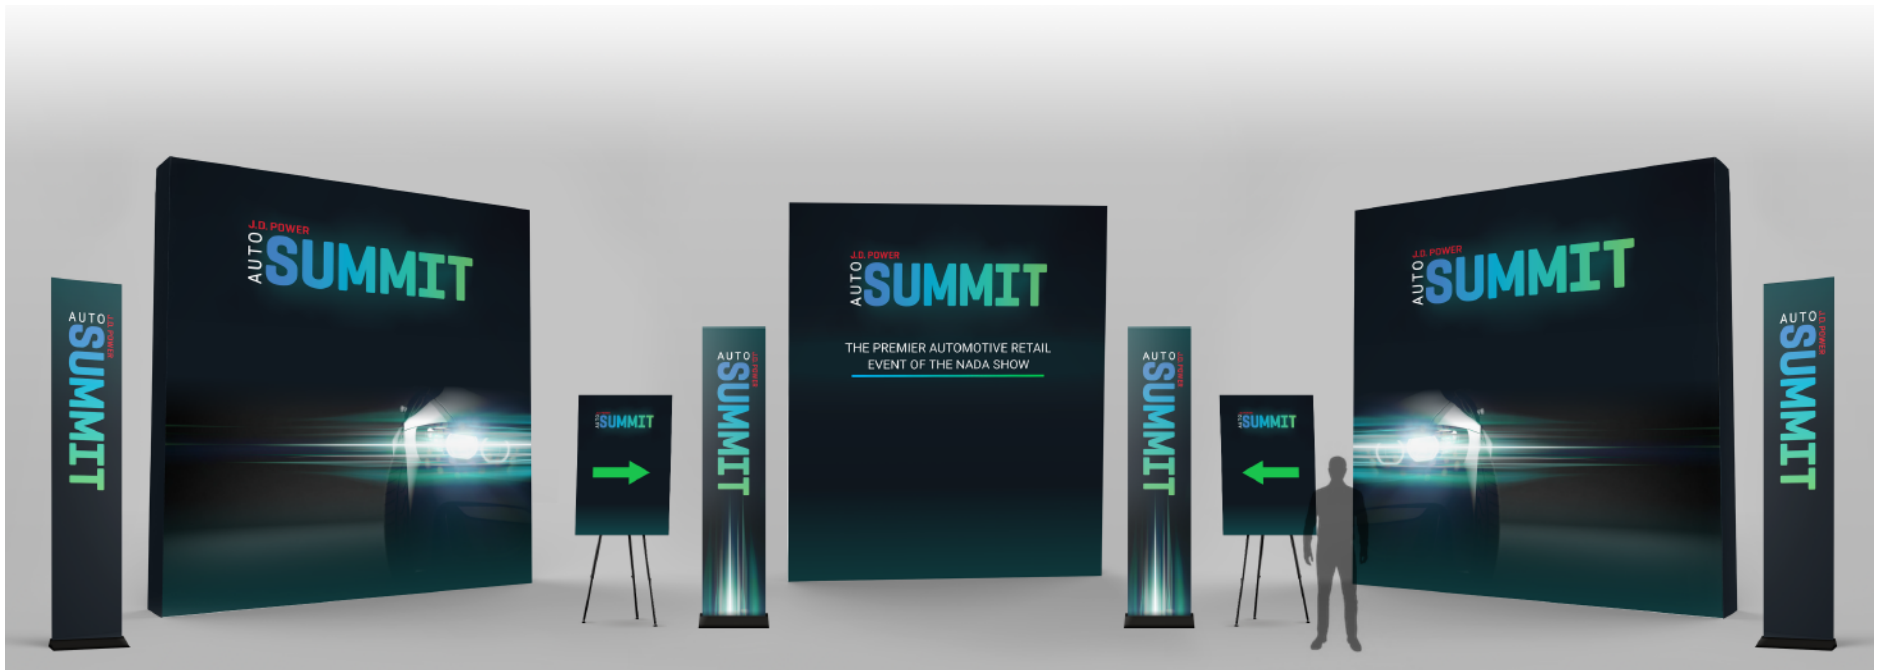 AUTO
J.D. POWER
SUMMIT
J.D. POWER
AUTO
SUMMIT
SUMMIT
AUTO
J.D. POWER
SUMMIT
J.D. POWER
AUTO
SUMMIT
THE PREMIER AUTOMOTIVE RETAIL
EVENT OF THE NADA SHOW
AUTO
J.D. POWER
SUMMIT
SUMMIT
J.D. POWER
AUTO
SUMMIT
AUTO
J.D. POWER
SUMMIT